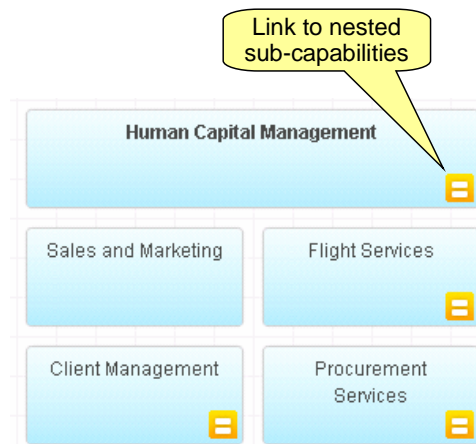 Link to nested
sub-capabilities
Human Capital Management
Sales and Marketing
Flight Services
Client Management
Procurement
Services